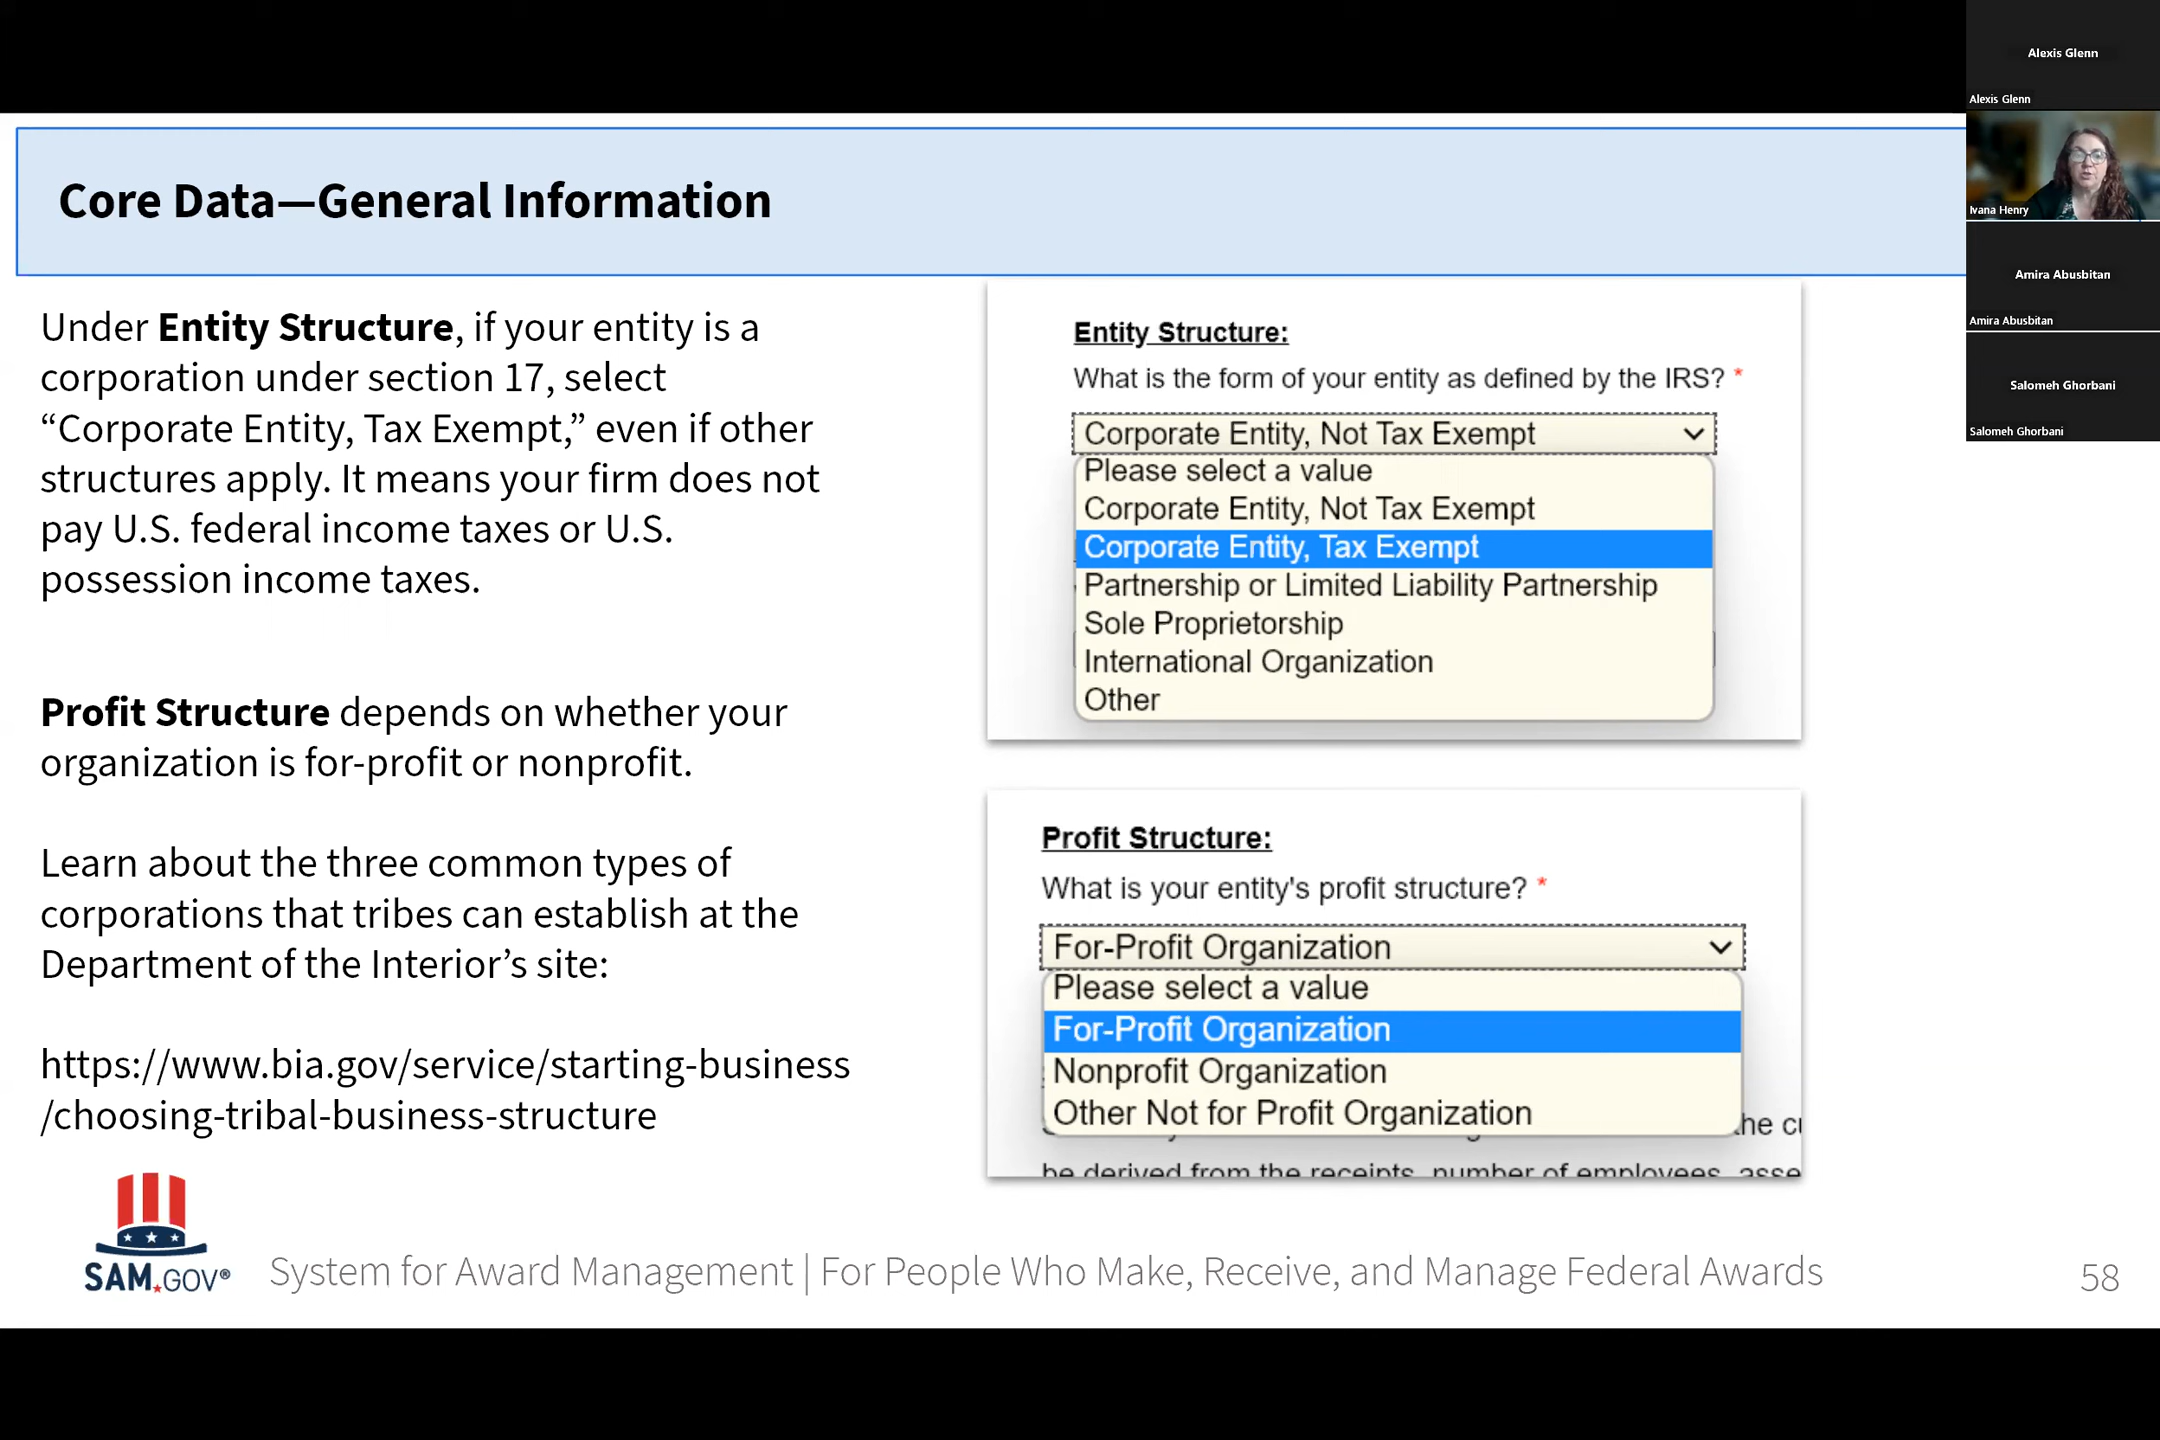 Alexis Glenn
Alexis Glenn
Ivana Henry
Amira Abusbitan
Amira Abusbitan
Salomeh Ghorbani
Salomeh Ghorbani
Core Data—General Information
Under Entity Structure, if your entity is a
corporation under section 17, select
“Corporate Entity, Tax Exempt,” even if other
structures apply. It means your firm does not
pay U.S. federal income taxes or U.S.
possession income taxes.
Profit Structure depends on whether your
organization is for-profit or nonprofit.
Learn about the three common types of
corporations that tribes can establish at the
Department of the Interior’s site:
https://www.bia.gov/service/starting-business
/choosing-tribal-business-structure
Entity Structure:
What is the form of your entity as defined by the IRS? *
Corporate Entity, Not Tax Exempt
Please select a value
Corporate Entity, Not Tax Exempt
Corporate Entity, Tax Exempt
Partnership or Limited Liability Partnership
Sole Proprietorship
International Organization
Other
Profit Structure:
What is your entity's profit structure? *
For-Profit Organization
Please select a value
For-Profit Organization
Nonprofit Organization
Other Not for Profit Organization
be derived from the receipts, number of employees,
SAM.GOV®
System for Award Management | For People Who Make, Receive, and Manage Federal Awards
58